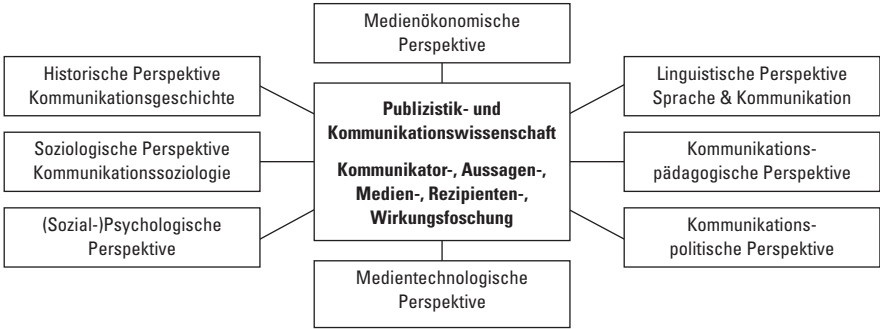 Medienökonomische
Perspektive
Historische Perspektive
Kommunikationsgeschichte
Soziologische Perspektive
Kommunikationssoziologie
(Sozial-)Psychologische
Perspektive
Publizistik- und
Kommunikationswissenschaft
Kommunikator-, Aussagen-,
Medien-, Rezipienten-,
Wirkungsfoschung
Linguistische Perspektive
Sprache & Kommunikation
Kommunikations-
pädagogische Perspektive
Kommunikations-
politische Perspektive
Medientechnologische
Perspektive